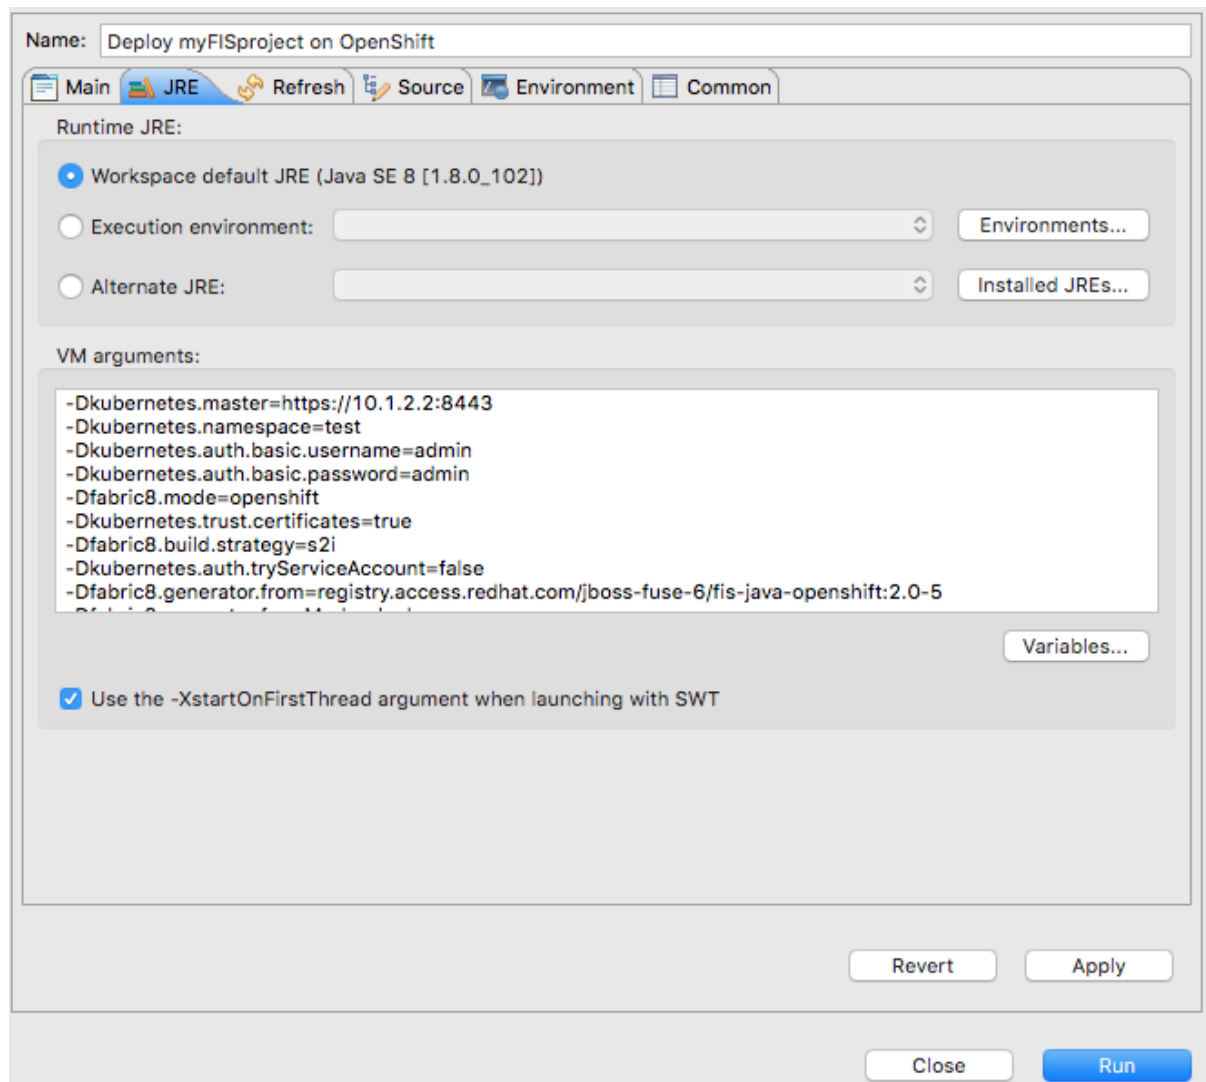 Name: Deploy myFISproject on OpenShift
Main JRE Refresh Source Environment Common
Runtime JRE:
Workspace default JRE (Java SE 8 [1.8.0_102])
Execution environment: Environments...
Alternate JRE: Installed JREs...
VM arguments:
-Dkubernetes.master=https://10.1.2.2:8443
-Dkubernetes.namespace=test
-Dkubernetes.auth.basic.username=admin
-Dkubernetes.auth.basic.password=admin
-Dfabric8.mode=openshift
-Dkubernetes.trust.certificates=true
-Dfabric8.build.strategy=s2i
-Dkubernetes.auth.tryServiceAccount=false
-Dfabric8.generator.from=registry.access.redhat.com/jboss-fuse-6/fis-java-openshift:2.0-5
Variables...
Use the -XstartOnFirstThread argument when launching with SWT
Revert Apply
Close Run